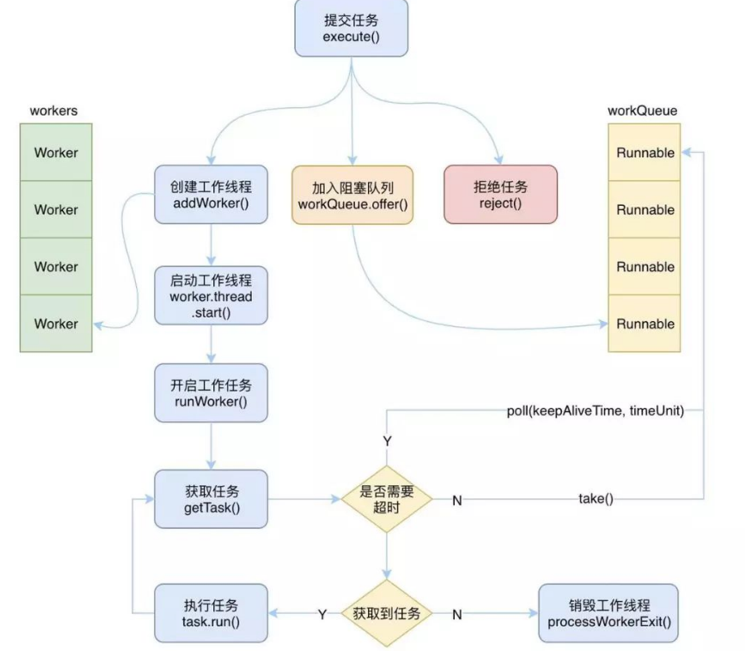 提交任务
execute()
workers
workQueue
Worker
Worker
Worker
Worker
创建工作线程
addWorker()
加入阻塞队列
workQueue.offer()
拒绝任务
reject()
Runnable
Runnable
Runnable
Runnable
启动工作线程
worker.thread
.start()
开启工作任务
runWorker()
poll(keepAliveTime, timeUnit)
Y
获取任务
getTask()
是否需要
超时
N
take()
执行任务
task.run()
Y
获取到任务
N
销毁工作线程
processWorkerExit()